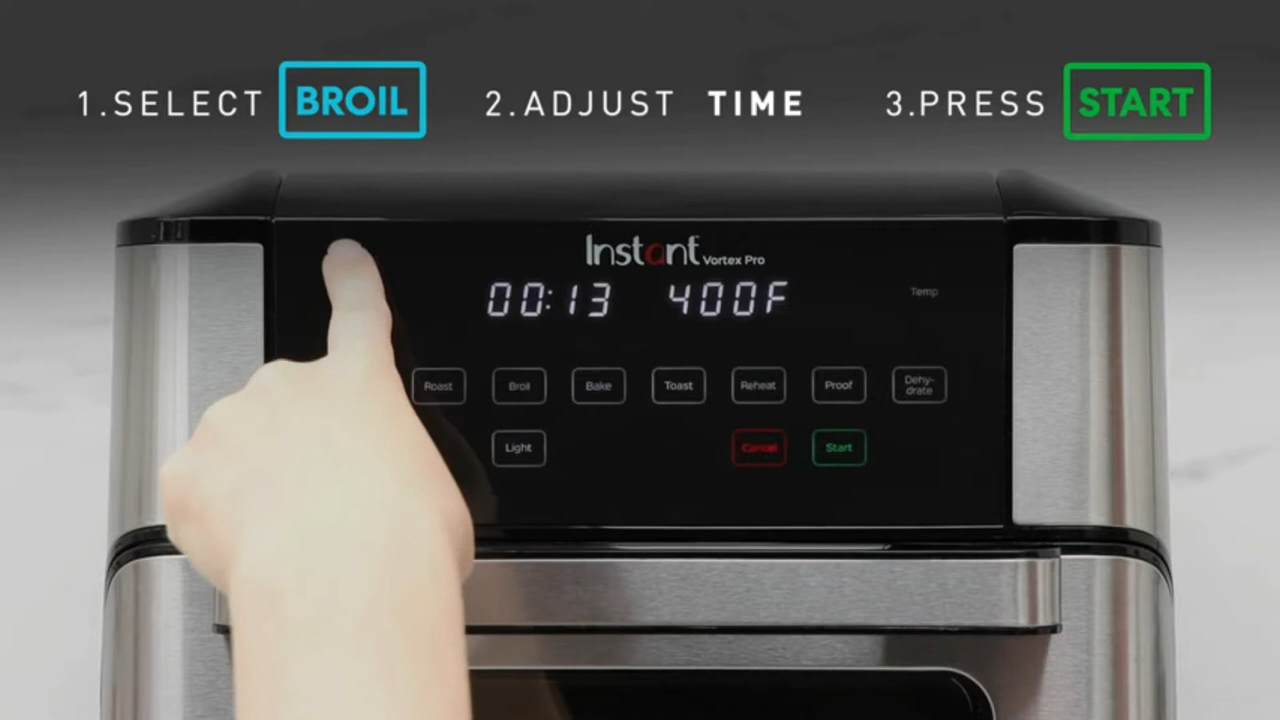 1.SELECT BROIL 2.ADJUST TIME 3.PRESS START
Instant Vortex Pro
00:13 400F Temp
Roast Broil Bake Toast Reheat Proof Dehy-
drate
Light Cancel Start